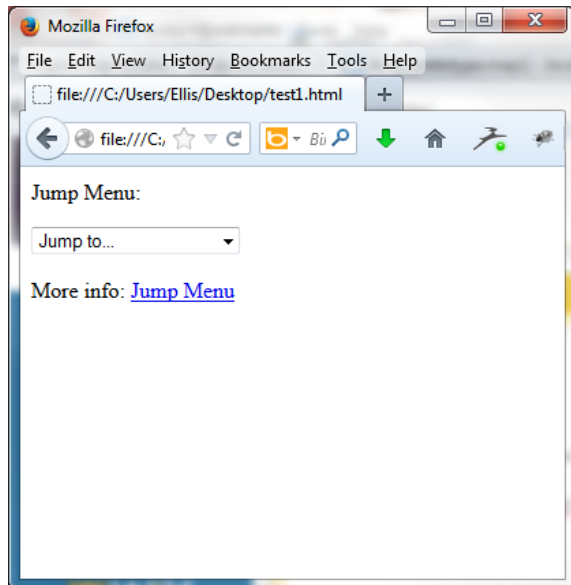 Mozilla Firefox
File Edit View History Bookmarks Tools Help
file:///C:/Users/Ellis/Desktop/test1.html
file:///C:/
Jump Menu:
Jump to...
More info: Jump Menu